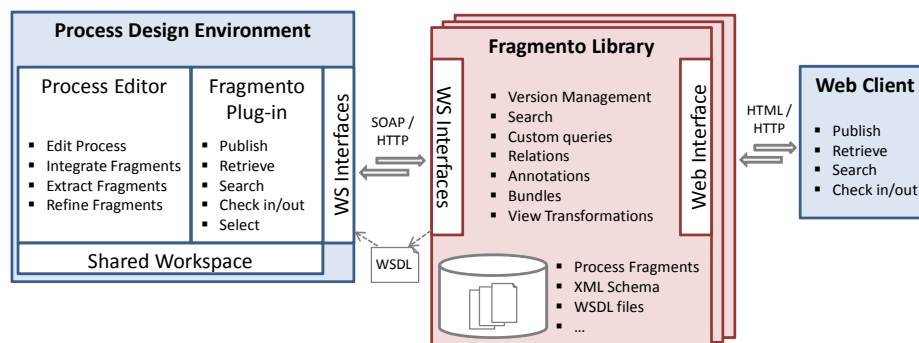 Process Design Environment
Process Editor
▪ Edit Process
▪ Integrate Fragments
▪ Extract Fragments
▪ Refine Fragments
Fragmento
Plug-in
▪ Publish
▪ Retrieve
▪ Search
▪ Check in/out
▪ Select
WS Interfaces
Shared Workspace
SOAP /
HTTP
WSDL
Fragmento Library
WS Interfaces
▪ Version Management
▪ Search
▪ Custom queries
▪ Relations
▪ Annotations
▪ Bundles
▪ View Transformations
Web Interface
▪ Process Fragments
▪ XML Schema
▪ WSDL files
▪ ...
HTML /
HTTP
Web Client
▪ Publish
▪ Retrieve
▪ Search
▪ Check in/out